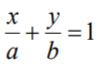 x/a + y/b = 1